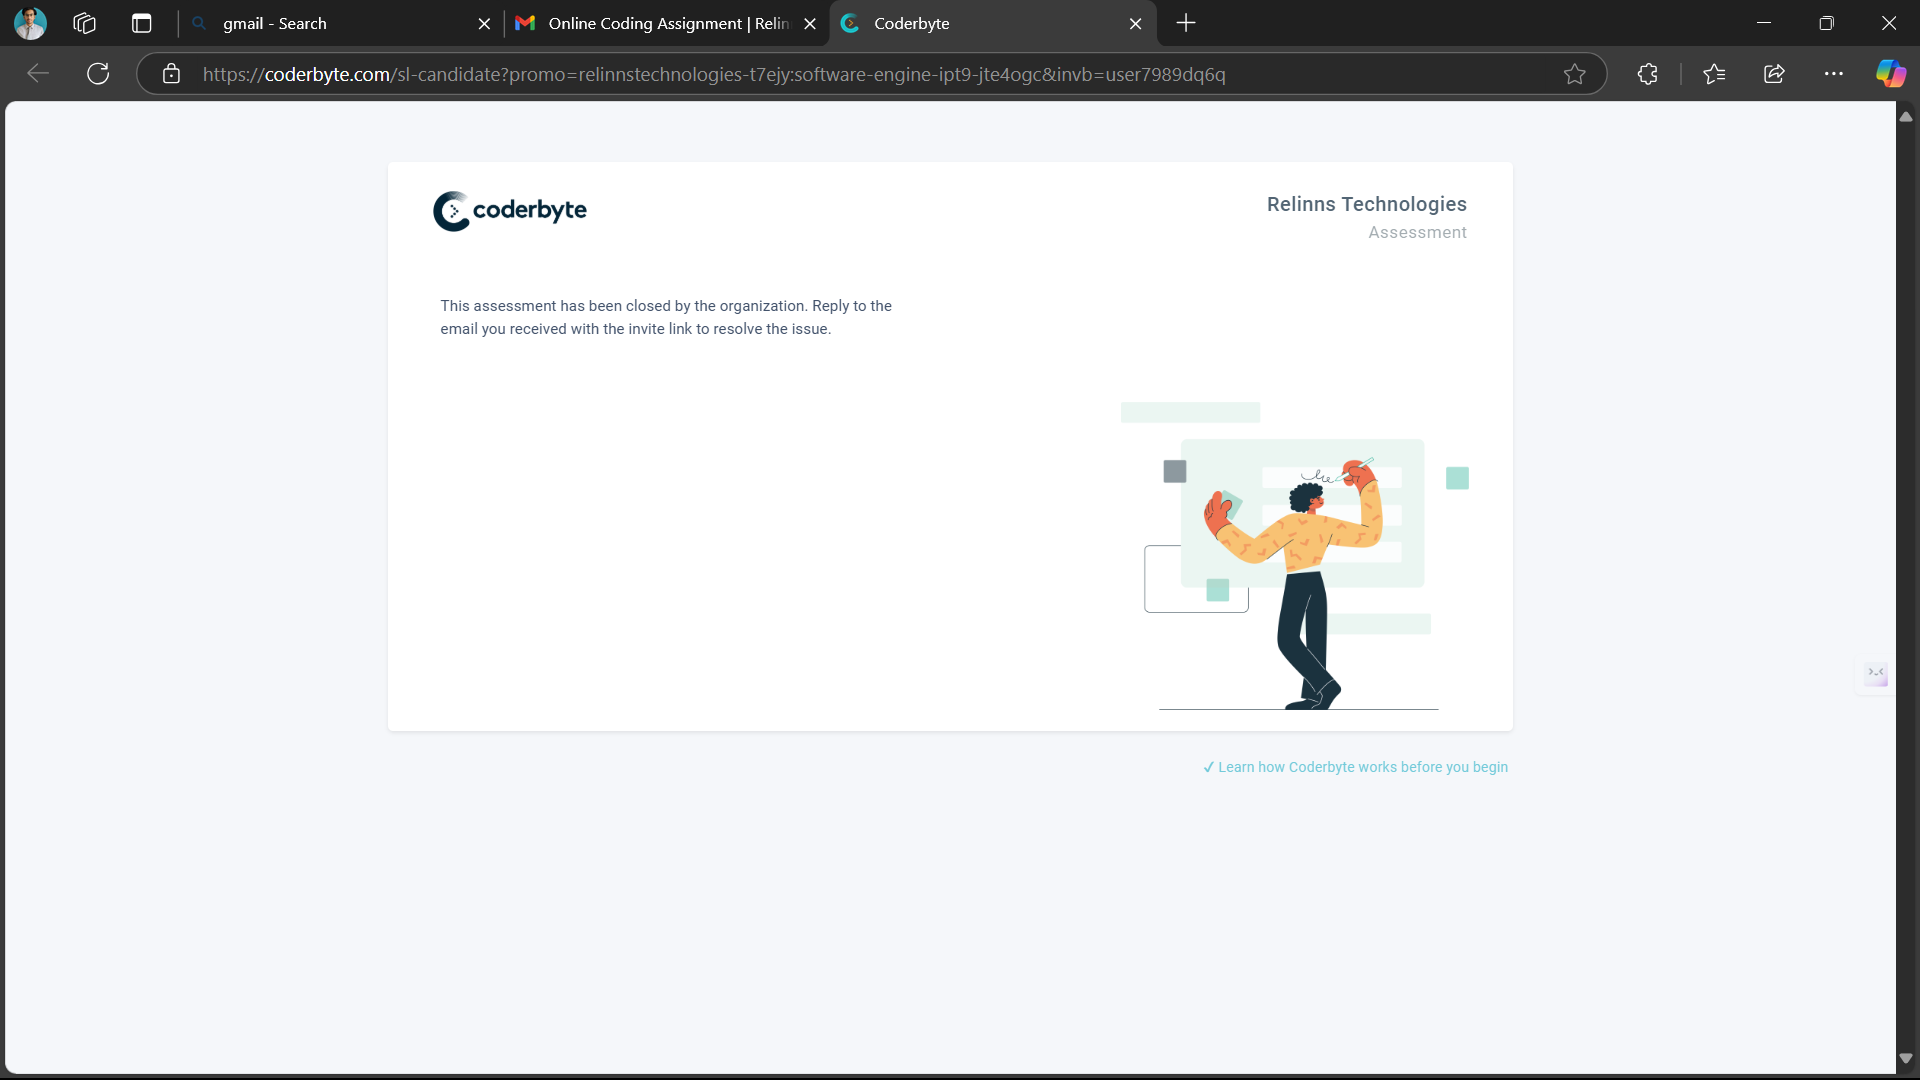 gmail - Search
Online Coding Assignment | Relin
Coderbyte
https://coderbyte.com/sl-candidate?promo=relinnstechnologies-t7ejy:software-engine-ipt9-jte4ogc&invb=user7989dq6q
coderbyte
Relinns Technologies
Assessment
This assessment has been closed by the organization. Reply to the
email you received with the invite link to resolve the issue.
✓ Learn how Coderbyte works before you begin